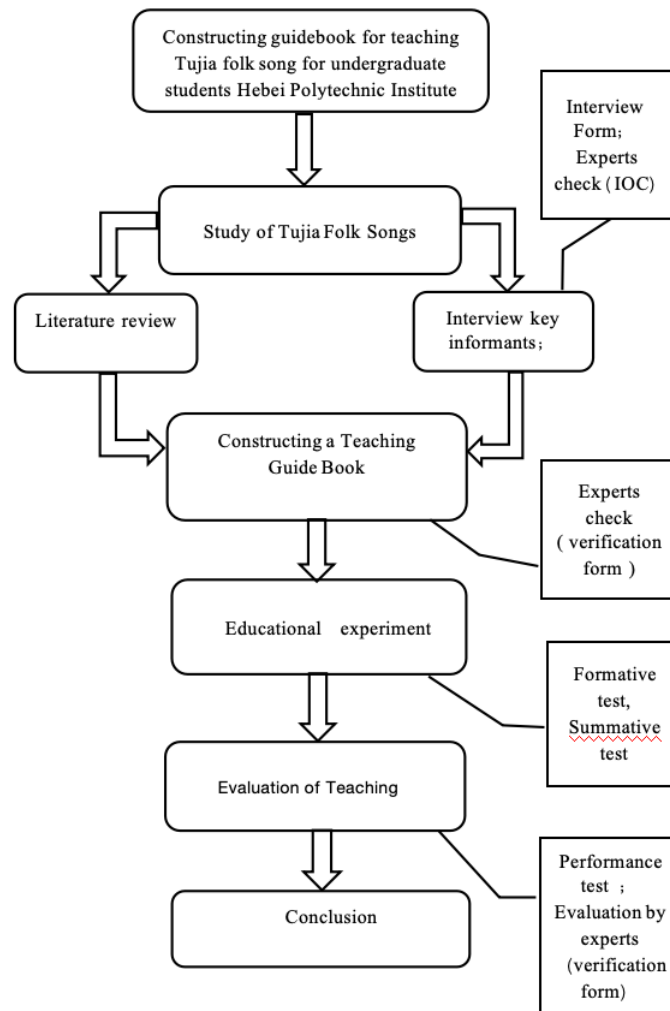 Constructing guidebook for teaching
Tujia folk song for undergraduate
students Hebei Polytechnic Institute
Interview
Form;
Experts
check (IOC)
Study of Tujia Folk Songs
Literature review
Interview key
informants;
Constructing a Teaching
Guide Book
Experts
check
( verification
form )
Educational experiment
Formative
test,
Summative
test
Evaluation of Teaching
Performance
test ;
Evaluation by
experts
(verification
form)
Conclusion